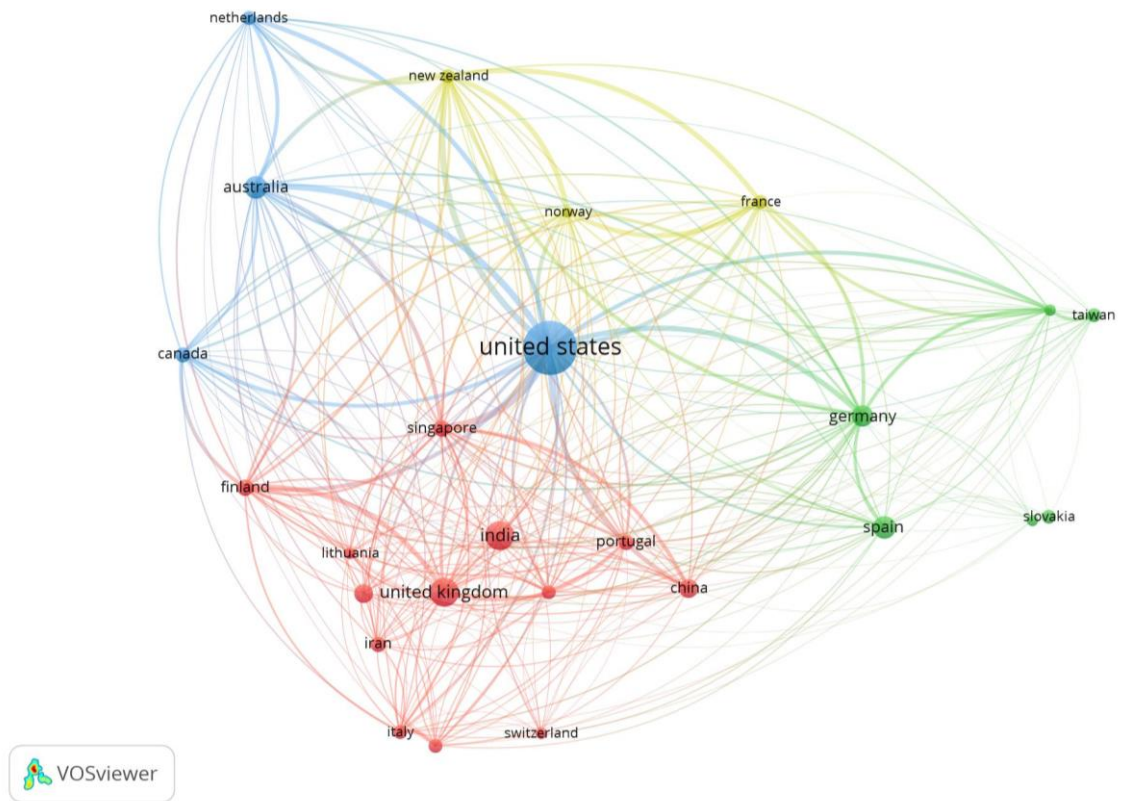 netherlands
new zealand
australia
norway
france
taiwan
united states
canada
germany
singapore
finland
spain
slovakia
india
portugal
lithuania
united kingdom
china
iran
italy
switzerland
VOSviewer